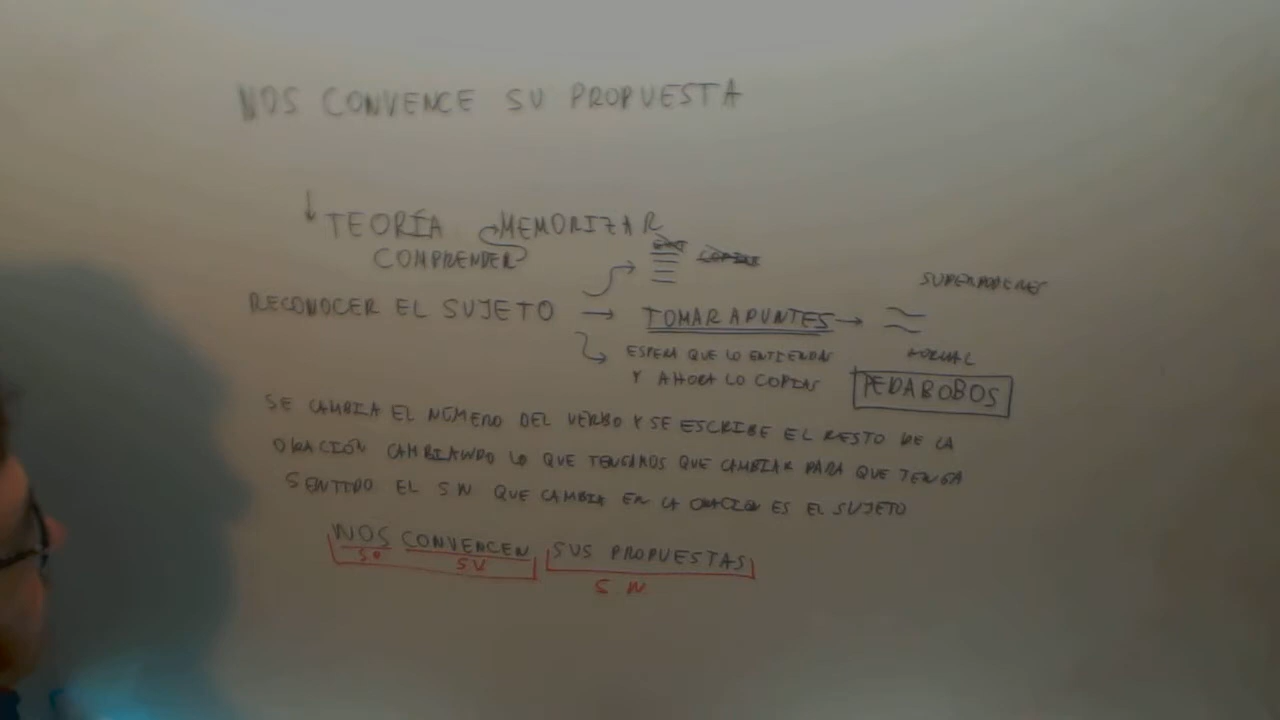 NOS CONVENCE SU PROPUESTA
↓ TEORÍA MEMORIZAR
COMPRENDER
SUPERPODERES
RECONOCER EL SUJETO → TOMAR APUNTES →
ESPERA QUE LO ENTIENDAN
Y AHORA LO COPIAS
NORMAL
PEDABOBOS
SE CAMBIA EL NÚMERO DEL VERBO Y SE ESCRIBE EL RESTO DE LA
ORACIÓN CAMBIANDO LO QUE TENGAMOS QUE CAMBIAR PARA QUE TENGA
SENTIDO EL SN QUE CAMBIA EN LA ORACIÓN ES EL SUJETO
NOS CONVENCEN SUS PROPUESTAS
SV
SN